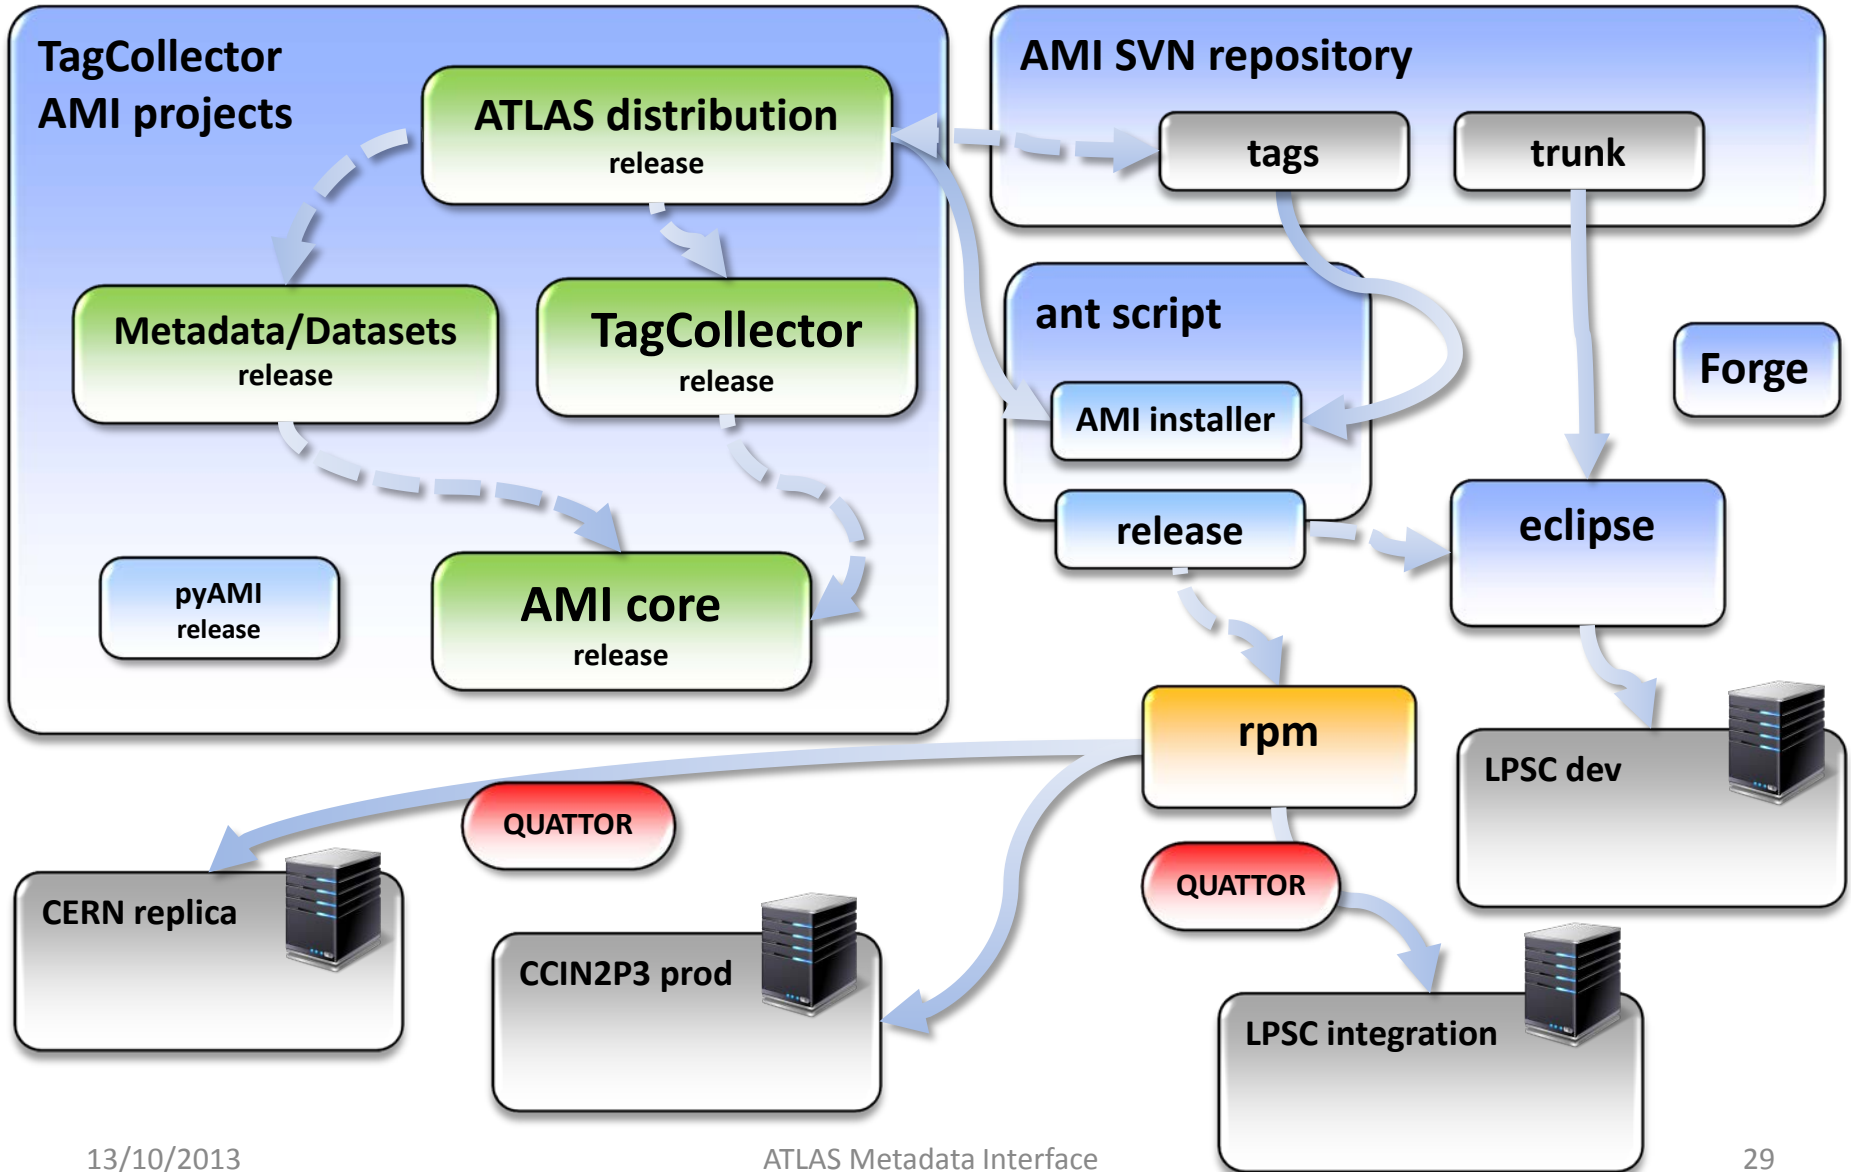 TagCollector
AMI projects
ATLAS distribution
release
Metadata/Datasets
release
TagCollector
release
pyAMI
release
AMI core
release
AMI SVN repository
tags
trunk
ant script
AMI installer
release
Forge
eclipse
rpm
LPSC dev
QUATTOR
QUATTOR
CERN replica
CCIN2P3 prod
LPSC integration
13/10/2013
ATLAS Metadata Interface
29